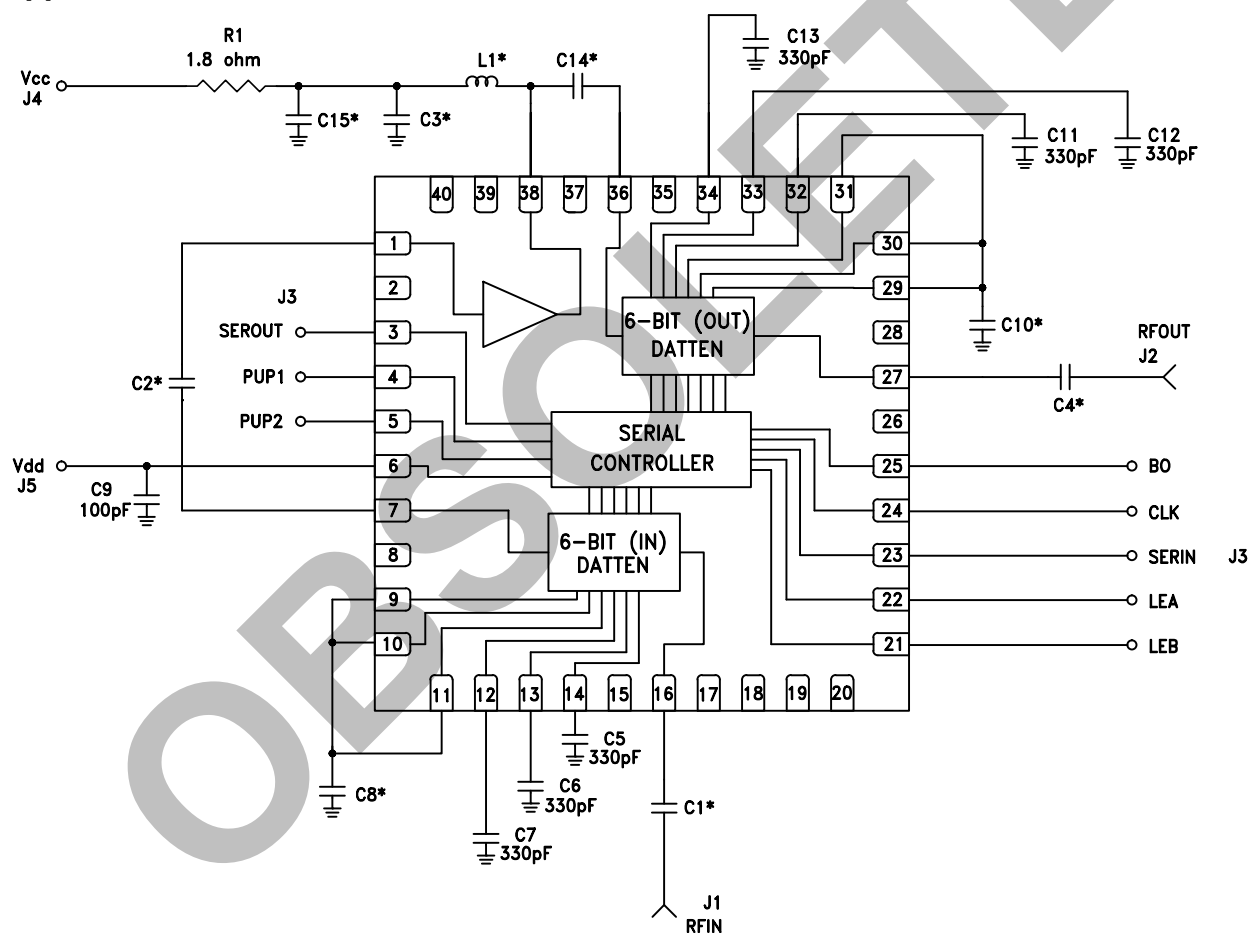 R1
1.8 ohm
L1*
C14*
C13
330pF
Vcc
J4
C15*
C3*
C11
330pF
C12
330pF
40
39
38
37
36
35
34
33
32
31
1
2
3
4
5
6
7
8
9
10
30
29
28
27
26
25
24
23
22
21
11
12
13
14
15
16
17
18
19
20
J3
SEROUT
PUP1
PUP2
C2*
Vdd
J5
C9
100pF
6-BIT (OUT)
DATTEN
SERIAL
CONTROLLER
6-BIT (IN)
DATTEN
C10*
RFOUT
J2
C4*
BO
CLK
SERIN
J3
LEA
LEB
C5
330pF
C6
330pF
C7
330pF
C8*
C1*
J1
RFIN
OBSOLETE